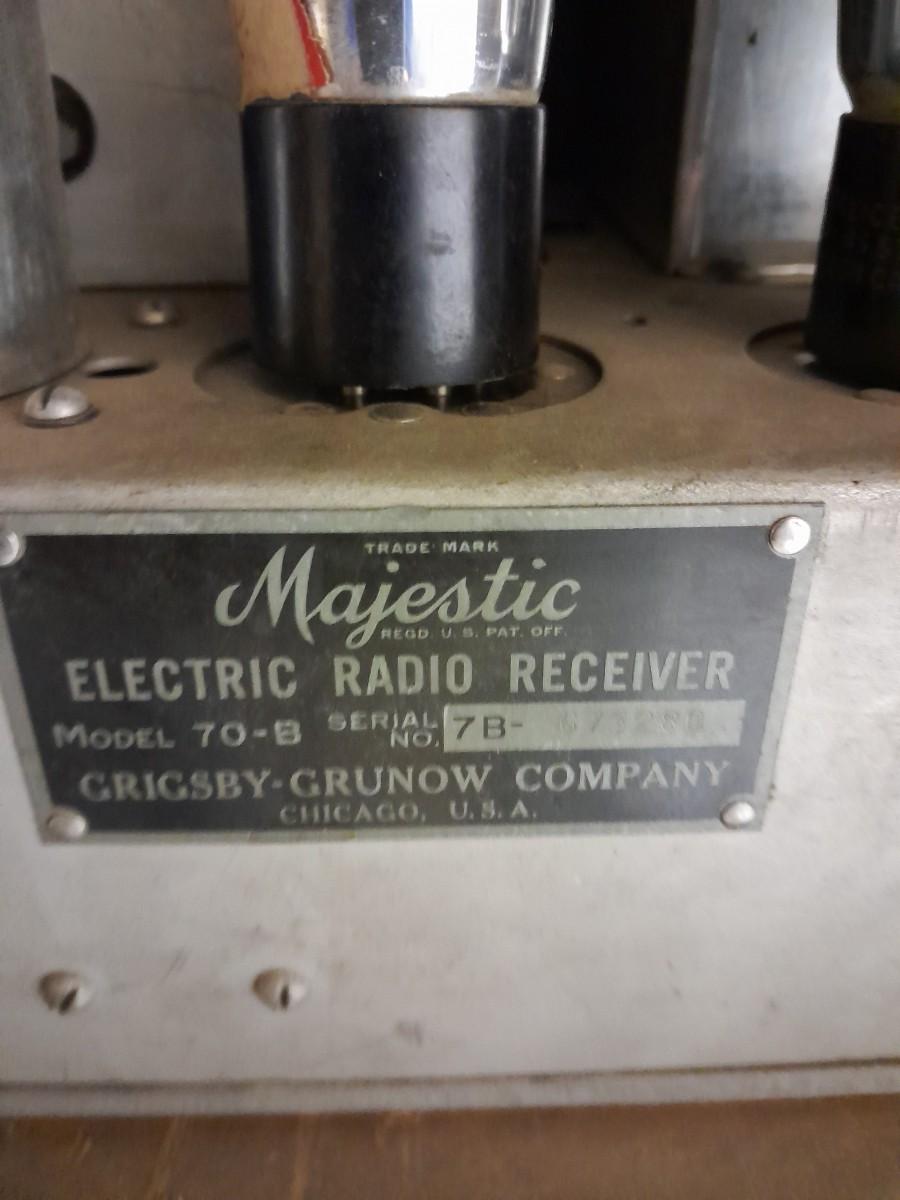 TRADE MARK
Majestic
REGD. U. S. PAT. OFF.
ELECTRIC RADIO RECEIVER
MODEL 70-B SERIAL NO. 7B-
GRIGSBY-GRUNOW COMPANY
CHICAGO, U.S.A.